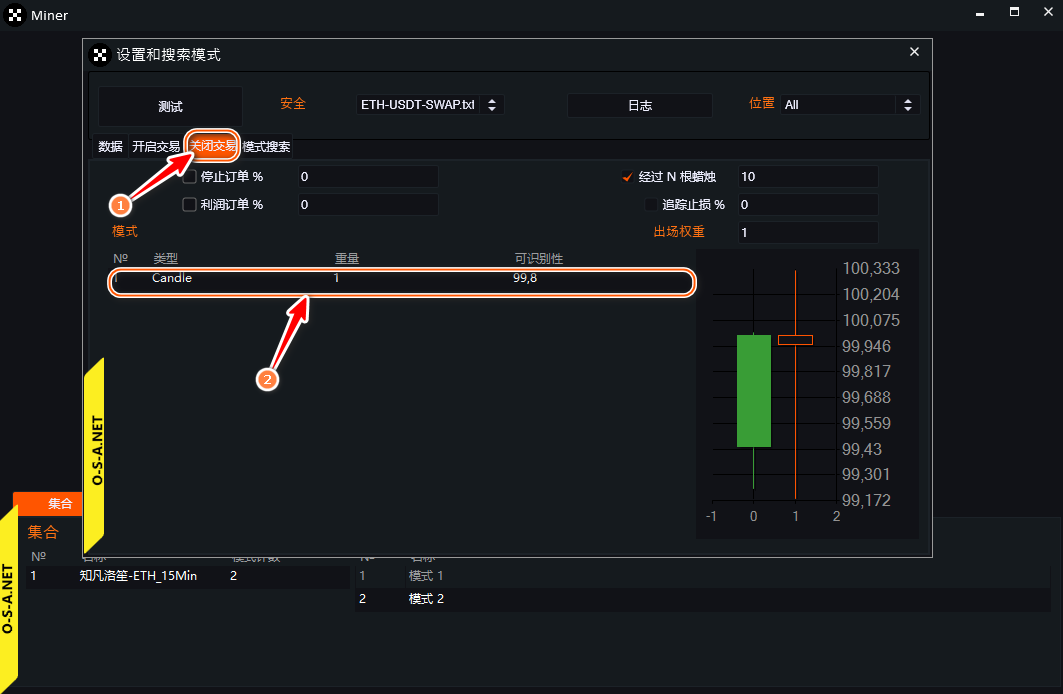 Miner
设置和搜索模式
测试
安全
ETH-USDT-SWAP.txt
日志
位置
All
数据
开启交易
关闭交易
模式搜索
停止订单 %
0
经过 N 根蜡烛
10
1
利润订单 %
0
追踪止损 %
0
模式
出场权重
1
Nº
类型
重量
可识别性
1
Candle
1
99,8
2
100,333
100,204
100,075
99,946
99,817
99,688
99,559
99,43
99,301
99,172
-1
0
1
2
O-S-A.NET
集合
集合
Nº
名称
模式计数
Nº
名称
1
知凡洛笙-ETH_15Min
2
1
模式 1
2
模式 2
O-S-A.NET